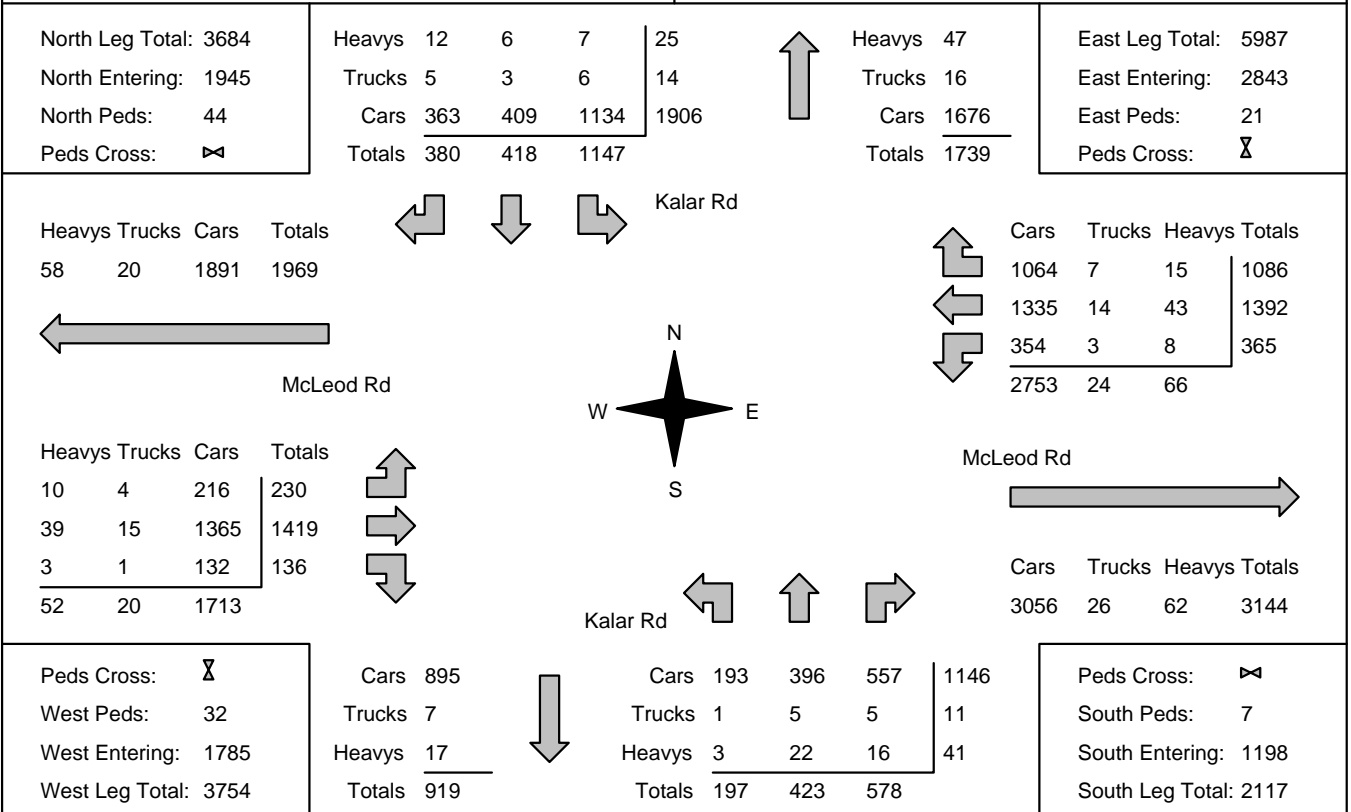 North Leg Total: 3684
North Entering: 1945
North Peds: 44
Peds Cross:
Heavys 12 6 7 25
Trucks 5 3 6 14
Cars 363 409 1134 1906
Totals 380 418 1147
Heavys 47
Trucks 16
Cars 1676
Totals 1739
East Leg Total: 5987
East Entering: 2843
East Peds: 21
Peds Cross:
Kalar Rd
Heavys Trucks Cars Totals
58 20 1891 1969
Cars Trucks Heavys Totals
1064 7 15 1086
1335 14 43 1392
354 3 8 365
2753 24 66
McLeod Rd
N
W E
S
Heavys Trucks Cars Totals
10 4 216 230
39 15 1365 1419
3 1 132 136
52 20 1713
McLeod Rd
Cars Trucks Heavys Totals
3056 26 62 3144
Kalar Rd
Peds Cross:
West Peds: 32
West Entering: 1785
West Leg Total: 3754
Cars 895
Trucks 7
Heavys 17
Totals 919
Cars 193 396 557 1146
Trucks 1 5 5 11
Heavys 3 22 16 41
Totals 197 423 578
Peds Cross:
South Peds: 7
South Entering: 1198
South Leg Total: 2117